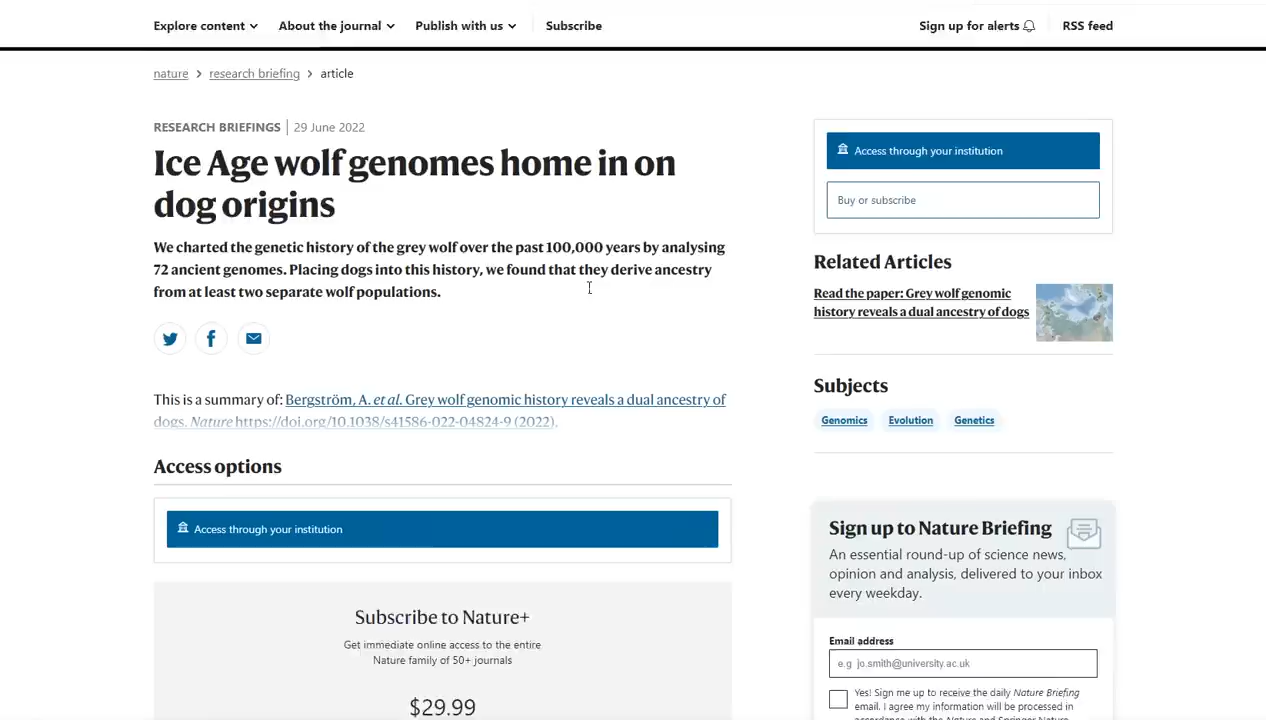 Explore content About the journal Publish with us Subscribe Sign up for alerts RSS feed
nature > research briefing > article
RESEARCH BRIEFINGS | 29 June 2022
Ice Age wolf genomes home in on
dog origins
We charted the genetic history of the grey wolf over the past 100,000 years by analysing
72 ancient genomes. Placing dogs into this history, we found that they derive ancestry
from at least two separate wolf populations.
This is a summary of: Bergström, A. et al. Grey wolf genomic history reveals a dual ancestry of
dogs. Nature https://doi.org/10.1038/s41586-022-04824-9 (2022).
Access options
Access through your institution
Subscribe to Nature+
Get immediate online access to the entire
Nature family of 50+ journals
$29.99
Access through your institution
Buy or subscribe
Related Articles
Read the paper: Grey wolf genomic
history reveals a dual ancestry of dogs
Subjects
Genomics Evolution Genetics
Sign up to Nature Briefing
An essential round-up of science news,
opinion and analysis, delivered to your inbox
every weekday.
Email address
e.g jo.smith@university.ac.uk
Yes! Sign me up to receive the daily Nature Briefing
email. I agree my information will be processed in
accordance with the Nature and Springer Nature